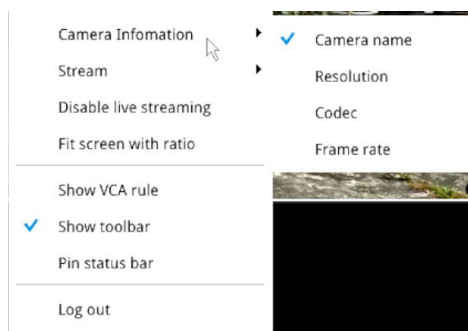 Camera Infomation
Stream
Disable live streaming
Fit screen with ratio
Show VCA rule
Show toolbar
Pin status bar
Log out
Camera name
Resolution
Codec
Frame rate